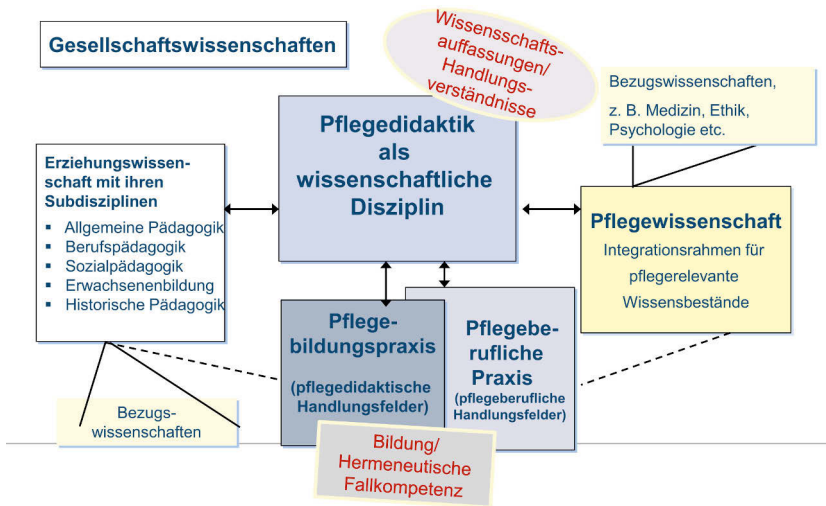 Gesellschaftswissenschaften
Wissensschafts-
auffassungen/
Handlungs-
verständnisse
Bezugswissenschaften,
z. B. Medizin, Ethik,
Psychologie etc.
Pflegedidaktik
als
wissenschaftliche
Disziplin
Erziehungswissen-
schaft mit ihren
Subdisziplinen
▪ Allgemeine Pädagogik
▪ Berufspädagogik
▪ Sozialpädagogik
▪ Erwachsenenbildung
▪ Historische Pädagogik
Pflegewissenschaft
Integrationsrahmen für
pflegerelevante
Wissensbestände
Pflege-
bildungspraxis
(pflegedidaktische
Handlungsfelder)
Pflegebe-
rufliche
Praxis
(pflegeberufliche
Handlungsfelder)
Bezugs-
wissenschaften
Bildung/
Hermeneutische
Fallkompetenz